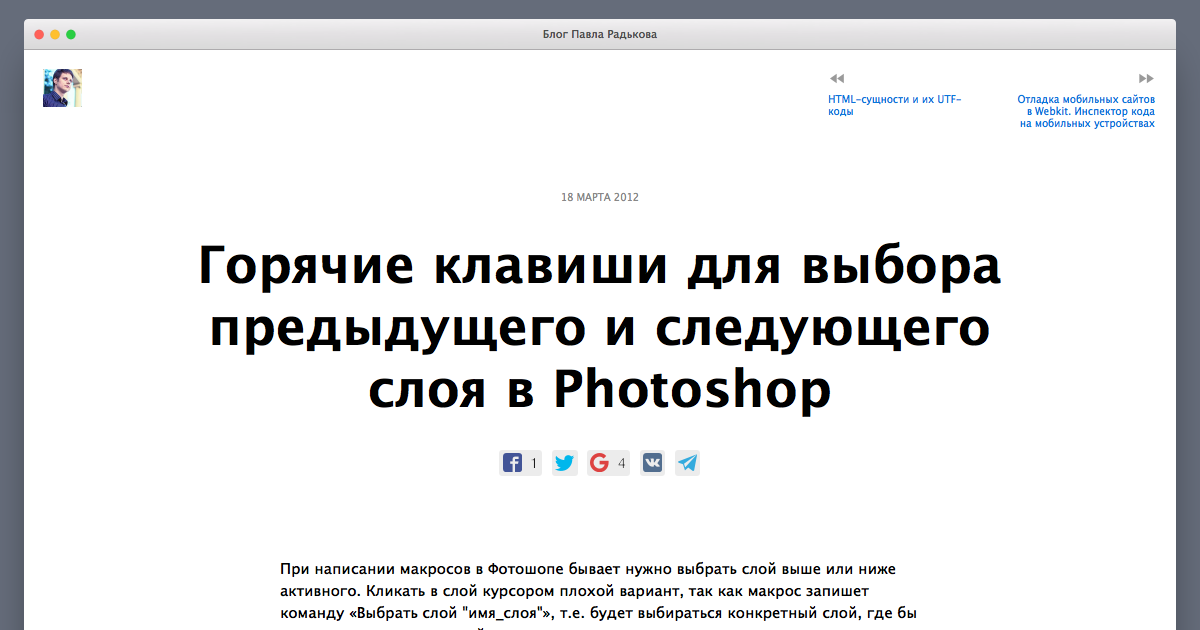 Блог Павла Радькова
HTML-сущности и их UTF-
коды
Отладка мобильных сайтов
в Webkit. Инспектор кода
на мобильных устройствах
18 МАРТА 2012
Горячие клавиши для выбора
предыдущего и следующего
слоя в Photoshop
1
4
При написании макросов в Фотошопе бывает нужно выбрать слой выше или ниже
активного. Кликать в слой курсором плохой вариант, так как макрос запишет
команду «Выбрать слой "имя_слоя"», т.е. будет выбираться конкретный слой, где бы